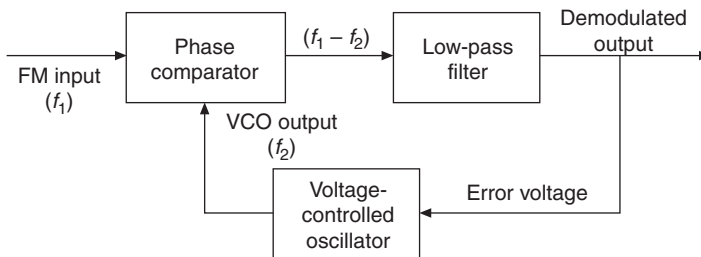 Phase
comparator
(f1 – f2)
Low-pass
filter
Demodulated
output
FM input
(f1)
VCO output
(f2)
Voltage-
controlled
oscillator
Error voltage